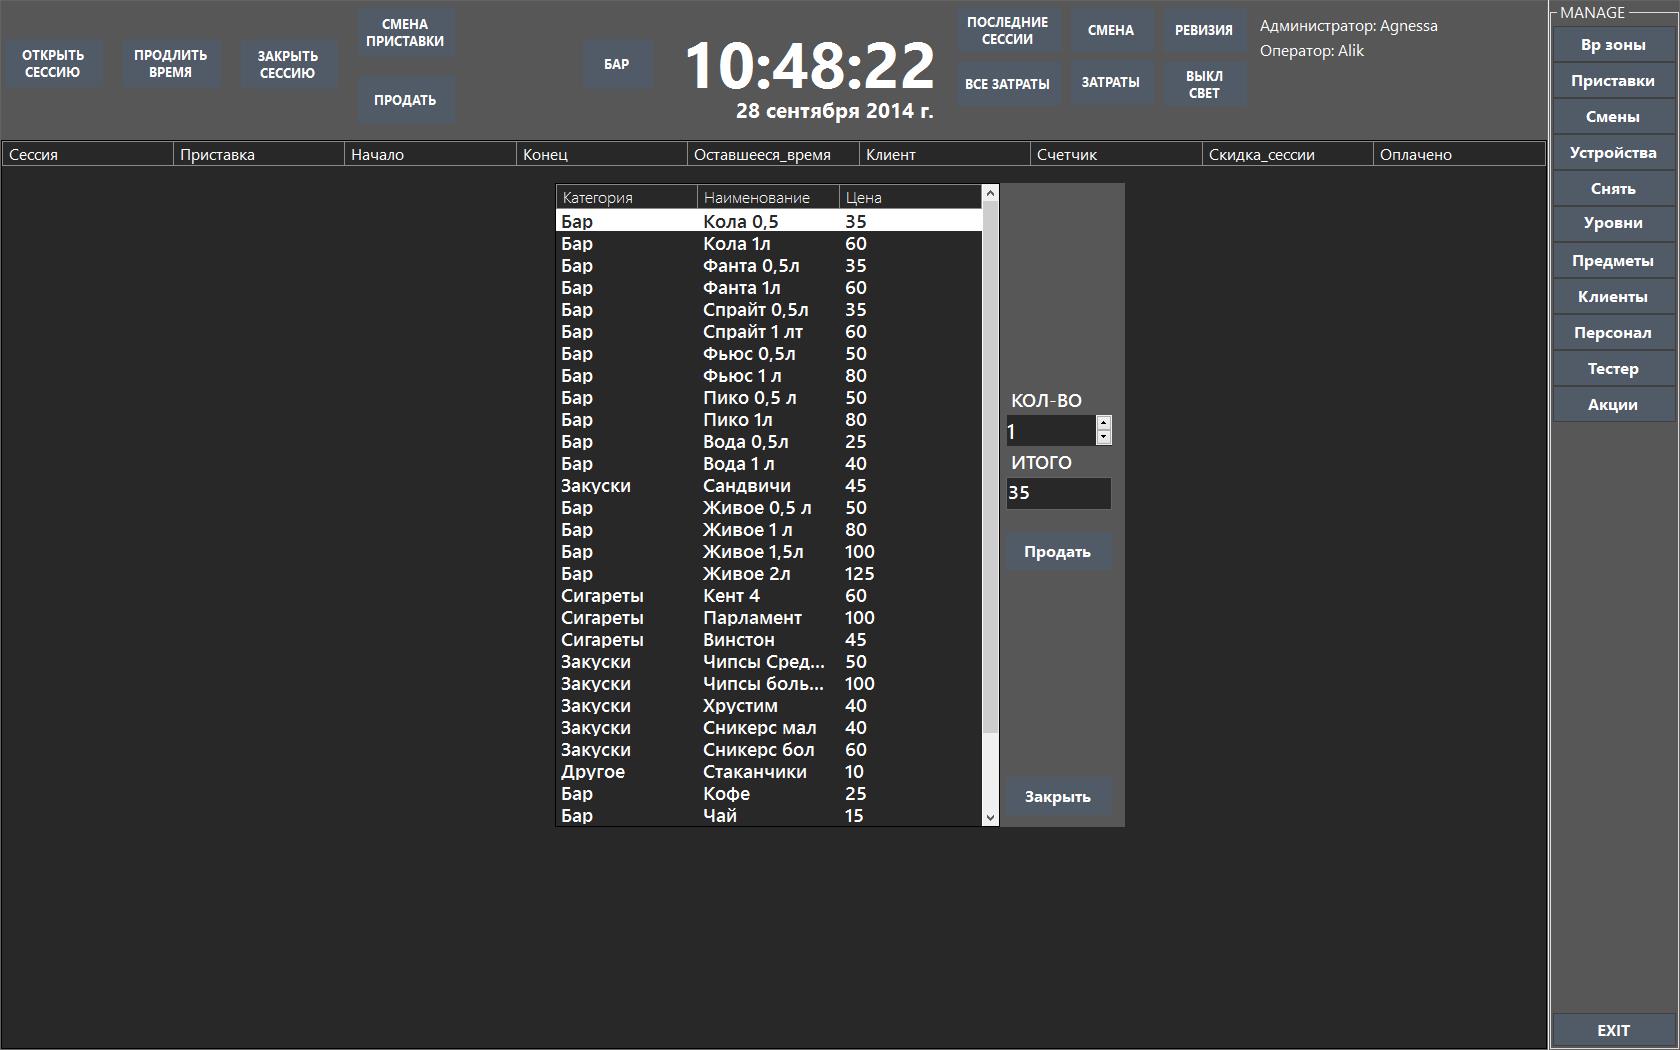 ОТКРЫТЬ
СЕССИЮ
ПРОДЛИТЬ
ВРЕМЯ
ЗАКРЫТЬ
СЕССИЮ
СМЕНА
ПРИСТАВКИ
ПРОДАТЬ
БАР
10:48:22
28 сентября 2014 г.
ПОСЛЕДНИЕ
СЕССИИ
СМЕНА
РЕВИЗИЯ
ВСЕ ЗАТРАТЫ
ЗАТРАТЫ
ВЫКЛ
СВЕТ
Администратор: Agnessa
Оператор: Alik
MANAGE
Вр зоны
Приставки
Смены
Устройства
Снять
Уровни
Предметы
Клиенты
Персонал
Тестер
Акции
EXIT
Сессия Приставка Начало Конец Оставшееся_время Клиент Счетчик Скидка_сессии Оплачено
Категория Наименование Цена
Бар Кола 0,5 35
Бар Кола 1л 60
Бар Фанта 0,5л 35
Бар Фанта 1л 60
Бар Спрайт 0,5л 35
Бар Спрайт 1 лт 60
Бар Фьюс 0,5л 50
Бар Фьюс 1 л 80
Бар Пико 0,5 л 50
Бар Пико 1л 80
Бар Вода 0,5л 25
Бар Вода 1 л 40
Закуски Сандвичи 45
Бар Живое 0,5 л 50
Бар Живое 1 л 80
Бар Живое 1,5л 100
Бар Живое 2л 125
Сигареты Кент 4 60
Сигареты Парламент 100
Сигареты Винстон 45
Закуски Чипсы Сред... 50
Закуски Чипсы боль... 100
Закуски Хрустим 40
Закуски Сникерс мал 40
Закуски Сникерс бол 60
Другое Стаканчики 10
Бар Кофе 25
Бар Чай 15
КОЛ-ВО
1
ИТОГО
35
Продать
Закрыть